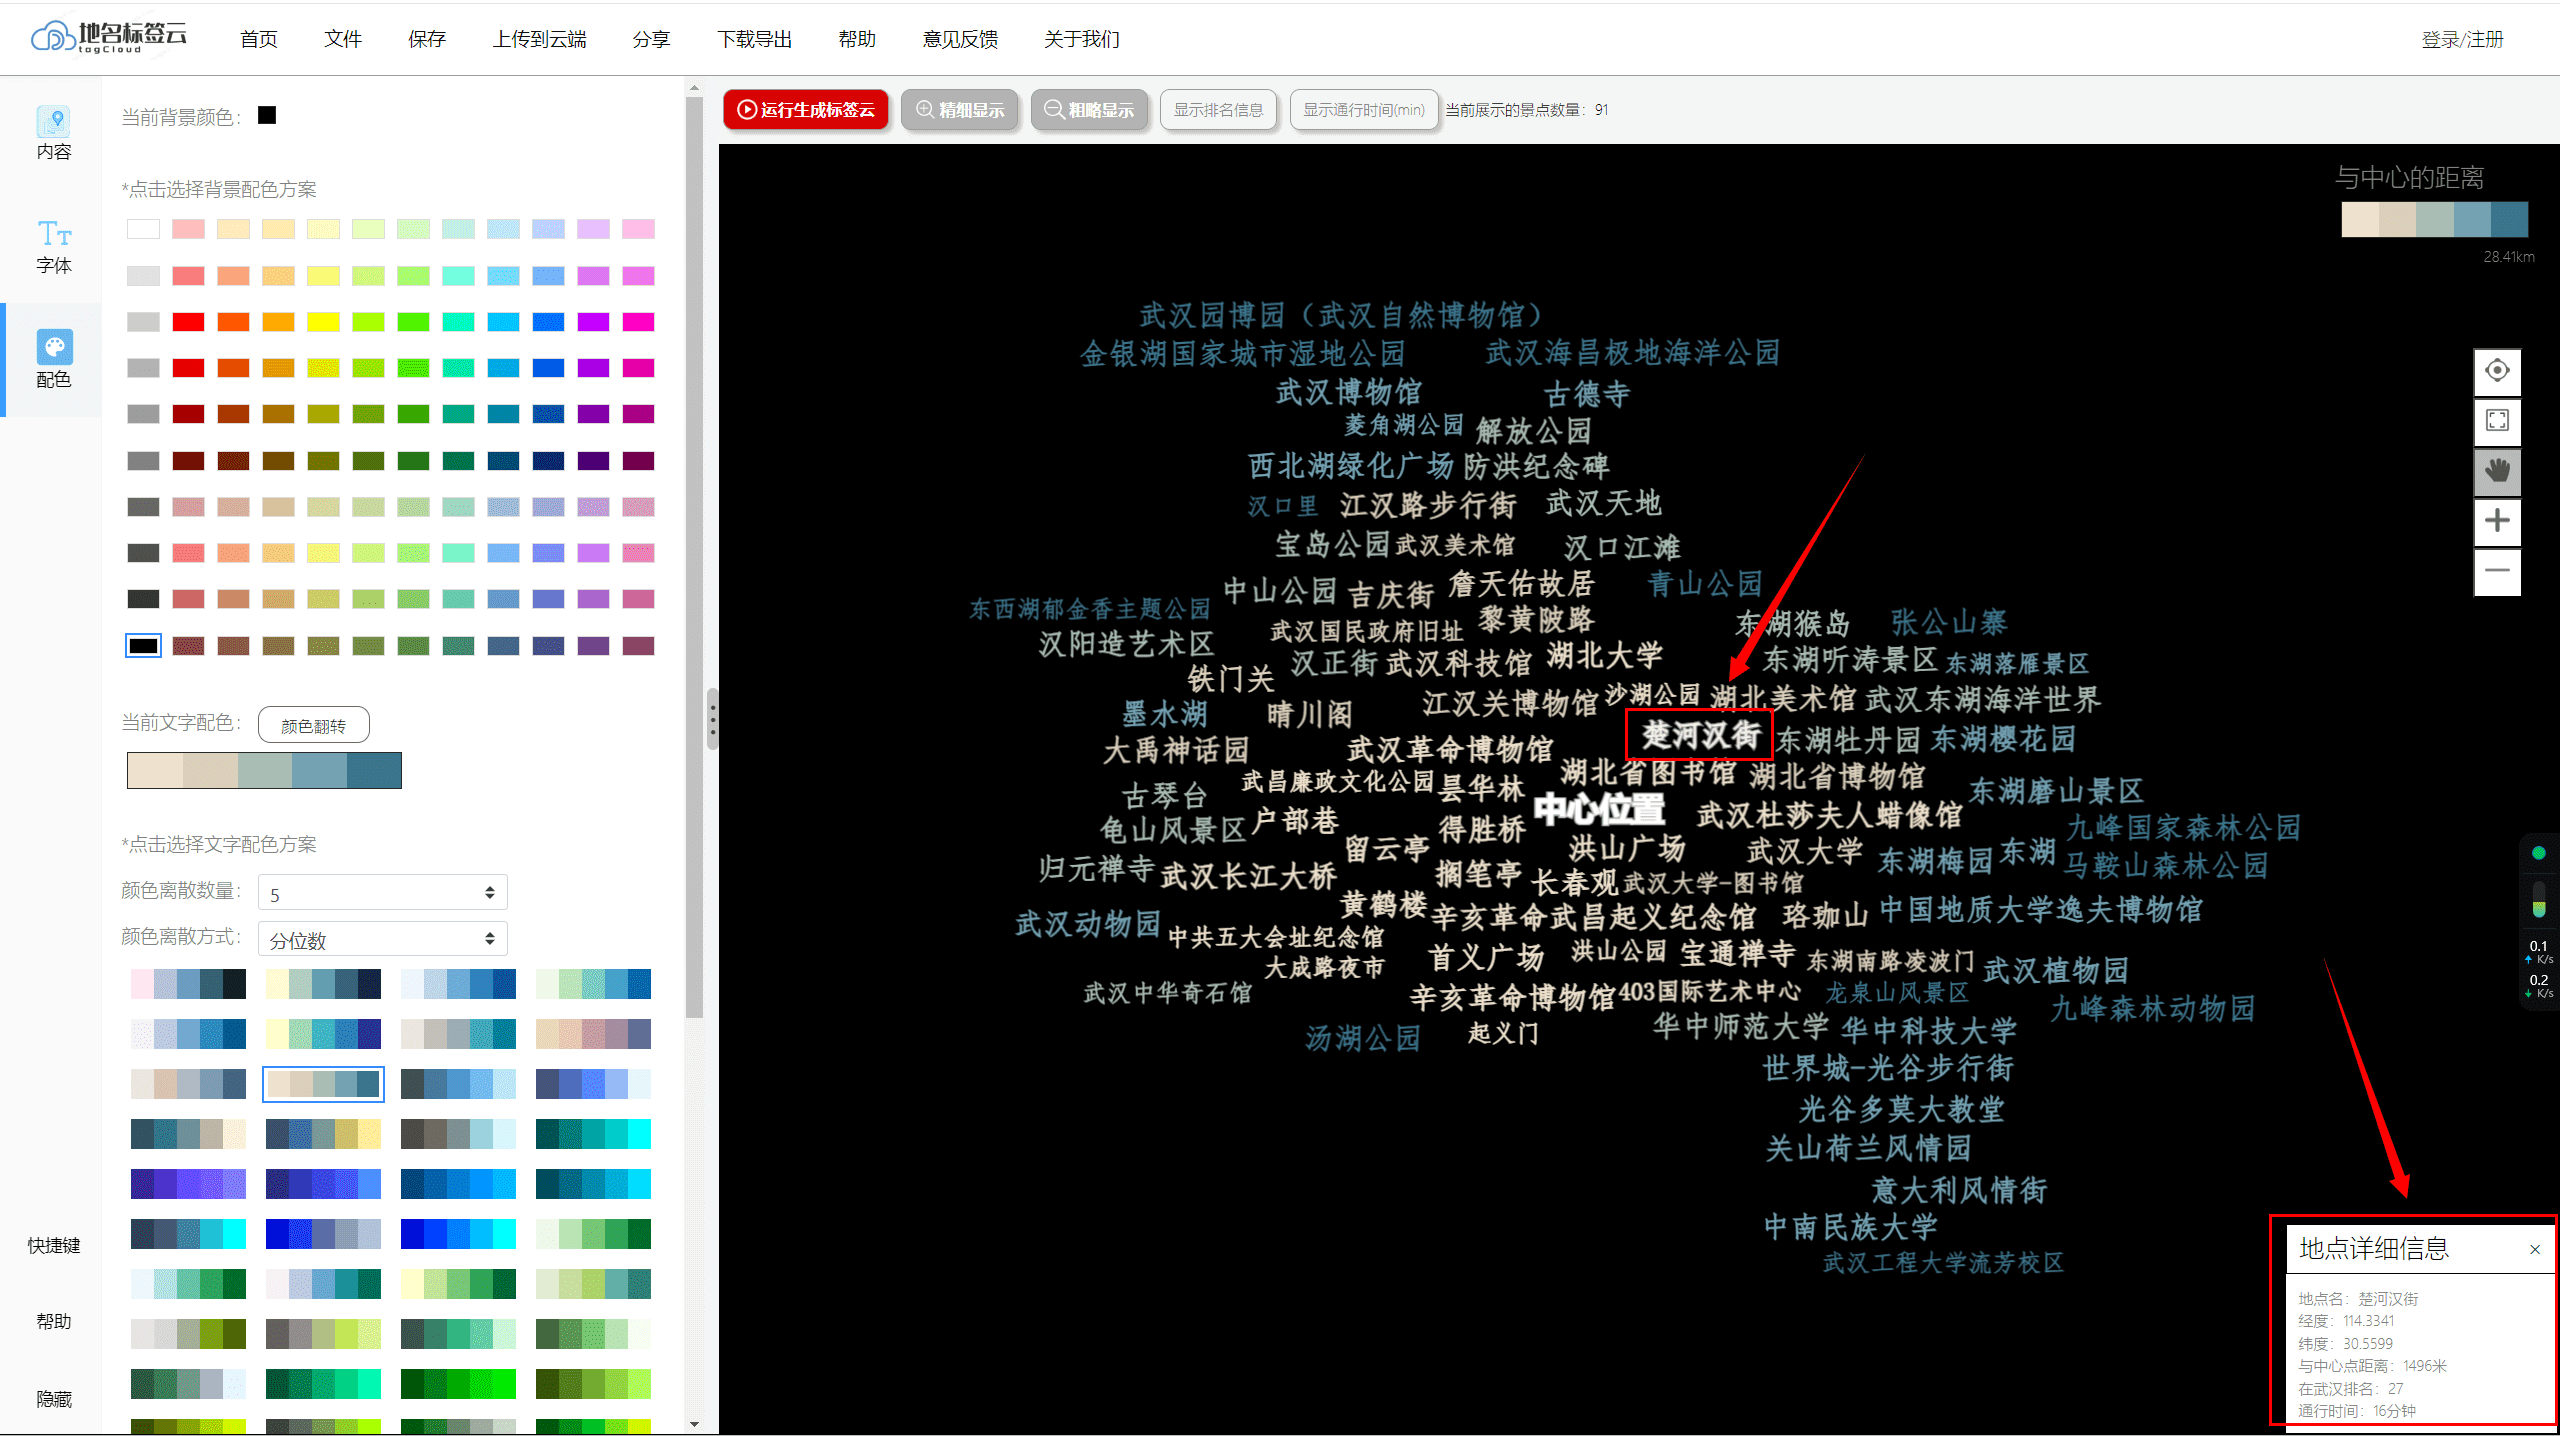 地名标签云
tagCloud
首页 文件 保存 上传到云端 分享 下载导出 帮助 意见反馈 关于我们 登录/注册
内容
字体
配色
快捷键
帮助
隐藏
当前背景颜色：
*点击选择背景配色方案
当前文字配色： 颜色翻转
*点击选择文字配色方案
颜色离散数量： 5
颜色离散方式： 分位数
运行生成标签云 精细显示 粗略显示 显示排名信息 显示通行时间(min) 当前展示的景点数量：91
与中心的距离
28.41km
武汉园博园（武汉自然博物馆）
金银湖国家城市湿地公园 武汉海昌极地海洋公园
武汉博物馆 古德寺
菱角湖公园 解放公园
西北湖绿化广场 防洪纪念碑
汉口里 江汉路步行街 武汉天地
宝岛公园 武汉美术馆 汉口江滩
中山公园 吉庆街 詹天佑故居 青山公园
东西湖郁金香主题公园 武汉国民政府旧址 黎黄陂路 东湖猴岛 张公山寨
汉阳造艺术区 汉正街 武汉科技馆 湖北大学 东湖听涛景区 东湖落雁景区
铁门关 江汉关博物馆 沙湖公园 湖北美术馆 武汉东湖海洋世界
墨水湖 晴川阁 楚河汉街 东湖牡丹园 东湖樱花园
大禹神话园 武汉革命博物馆 湖北省图书馆 湖北省博物馆
武昌廉政文化公园 昙华林 东湖磨山景区
古琴台 户部巷 中心位置 武汉杜莎夫人蜡像馆 九峰国家森林公园
龟山风景区 得胜桥
留云亭 洪山广场 武汉大学 东湖梅园 东湖 马鞍山森林公园
归元禅寺 武汉长江大桥 搁笔亭 长春观 武汉大学-图书馆
黄鹤楼 辛亥革命武昌起义纪念馆 珞珈山 中国地质大学逸夫博物馆
武汉动物园 中共五大会址纪念馆
大成路夜市 首义广场 洪山公园 宝通禅寺 东湖南路凌波门 武汉植物园
武汉中华奇石馆 辛亥革命博物馆 403国际艺术中心 龙泉山风景区 九峰森林动物园
汤湖公园 起义门 华中师范大学 华中科技大学
世界城-光谷步行街
光谷多莫大教堂
关山荷兰风情园
意大利风情街
中南民族大学
武汉工程大学流芳校区
0.1
K/s
0.2
K/s
地点详细信息 ×
地点名：楚河汉街
经度：114.3341
纬度：30.5599
与中心点距离：1496米
在武汉排名：27
通行时间：16分钟